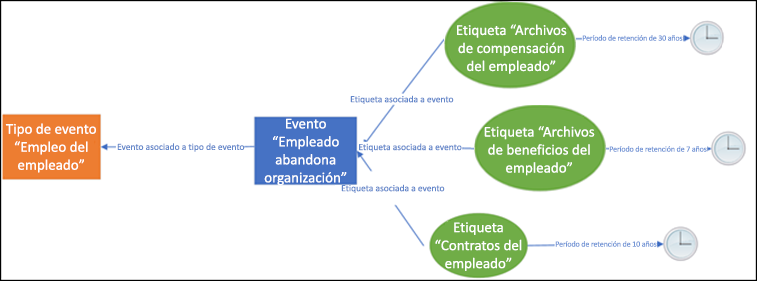 Tipo de evento
“Empleo del
empleado”
Evento asociado a tipo de evento
Evento
“Empleado
abandona
organización”
Etiqueta asociada a evento
Etiqueta “Archivos
de compensación
del empleado”
Período de retención de 30 años
Etiqueta asociada a evento
Etiqueta “Archivos
de beneficios del
empleado”
Período de retención de 7 años
Etiqueta asociada a evento
Etiqueta
“Contratos del
empleado”
Período de retención de 10 años